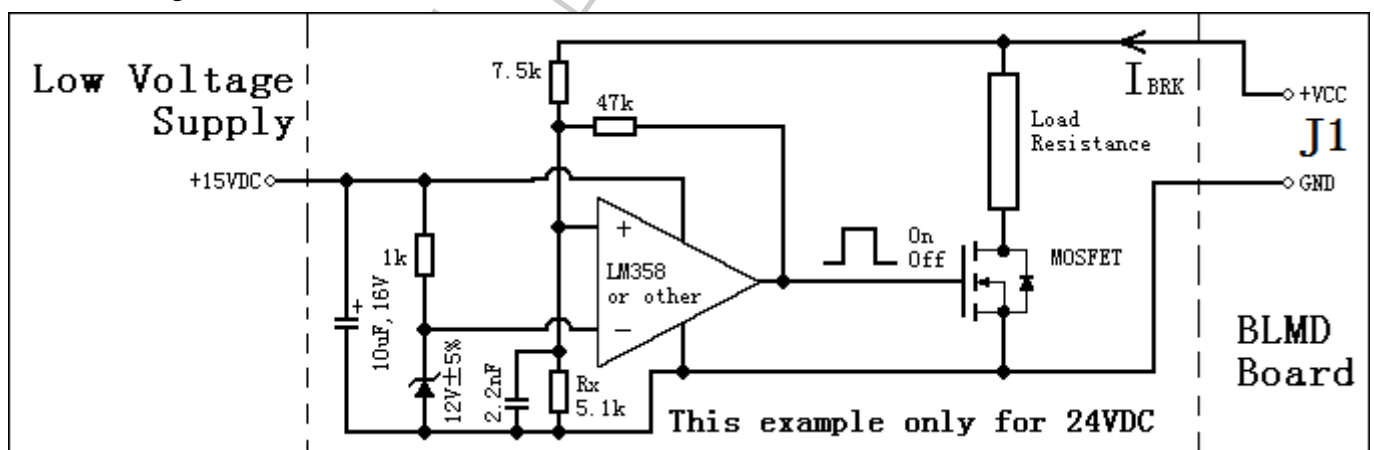 Low Voltage
Supply
+15VDC
7.5k
47k
1k
10uF, 16V
+
12V±5%
2.2nF
Rx
5.1k
+
LM358
or other
−
On
Off
MOSFET
Load
Resistance
I BRK
+VCC
J1
GND
BLMD
Board
This example only for 24VDC